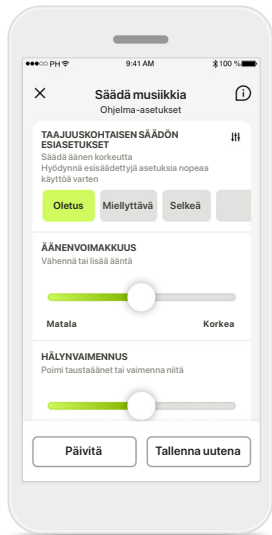 PH 9:41 AM 100 %
Säädä musiikkia
Ohjelma-asetukset
TAAJUUSKOHTAISEN SÄÄDÖN
ESIASETUKSET
Säädä äänen korkeutta
Hyödynnä esisäädettyjä asetuksia nopeaa
käyttöä varten
Oletus Miellyttävä Selkeä
ÄÄNENVOIMAKKUUS
Vähennä tai lisää ääntä
Matala Korkea
HÄLYNVAIMENNUS
Poimi taustaäänet tai vaimenna niitä
Päivitä Tallenna uutena